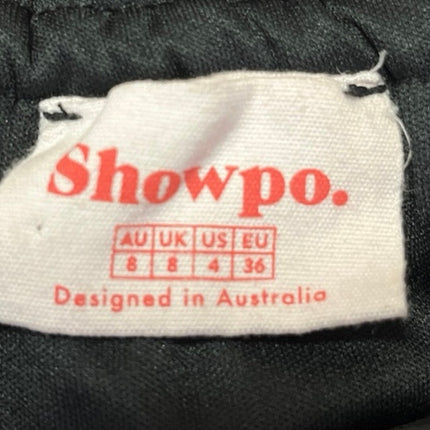 Showpo.
AU UK US EU
8 8 4 36
Designed in Australia